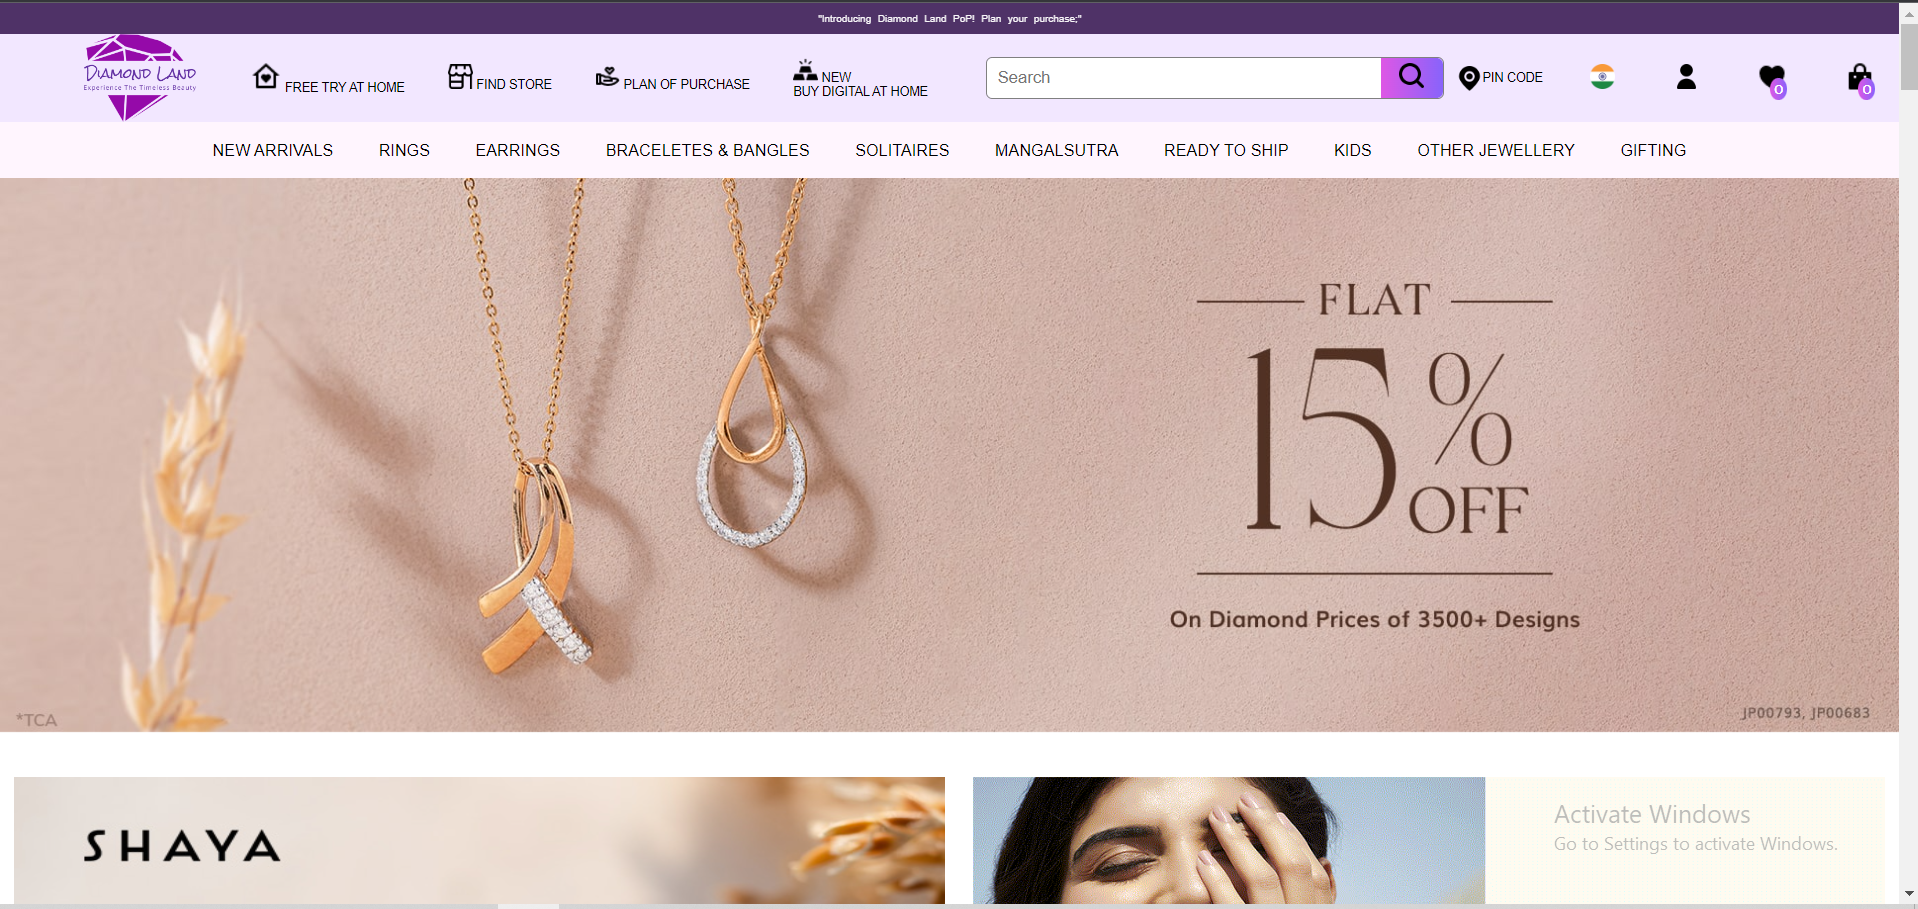 "Introducing Diamond Land PoP! Plan your purchase;"
DIAMOND LAND
Experience The Timeless Beauty
FREE TRY AT HOME
FIND STORE
PLAN OF PURCHASE
NEW
BUY DIGITAL AT HOME
Search
PIN CODE
0
0
NEW ARRIVALS
RINGS
EARRINGS
BRACELETES & BANGLES
SOLITAIRES
MANGALSUTRA
READY TO SHIP
KIDS
OTHER JEWELLERY
GIFTING
FLAT
15%
OFF
On Diamond Prices of 3500+ Designs
*TCA
JP00793, JP00683
SHAYA
Activate Windows
Go to Settings to activate Windows.